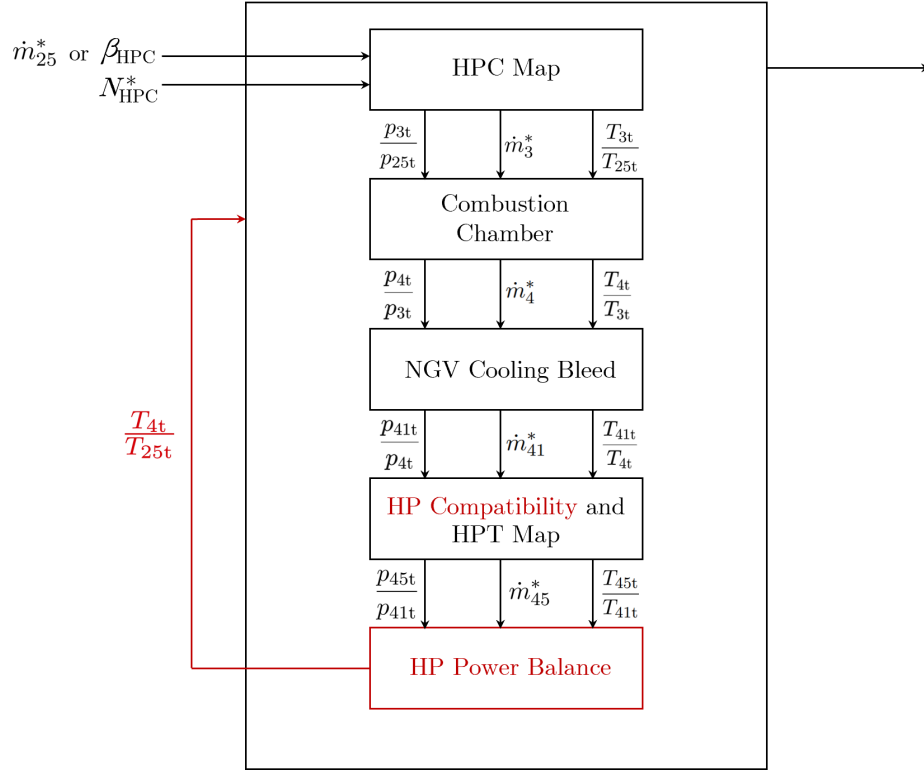 ṁ*₂₅ or β_HPC
N*_HPC
HPC Map
p₃ₜ/p₂₅ₜ ṁ*₃ T₃ₜ/T₂₅ₜ
Combustion
Chamber
p₄ₜ/p₃ₜ ṁ*₄ T₄ₜ/T₃ₜ
NGV Cooling Bleed
p₄₁ₜ/p₄ₜ ṁ*₄₁ T₄₁ₜ/T₄ₜ
T₄ₜ/T₂₅ₜ
HP Compatibility and
HPT Map
p₄₅ₜ/p₄₁ₜ ṁ*₄₅ T₄₅ₜ/T₄₁ₜ
HP Power Balance